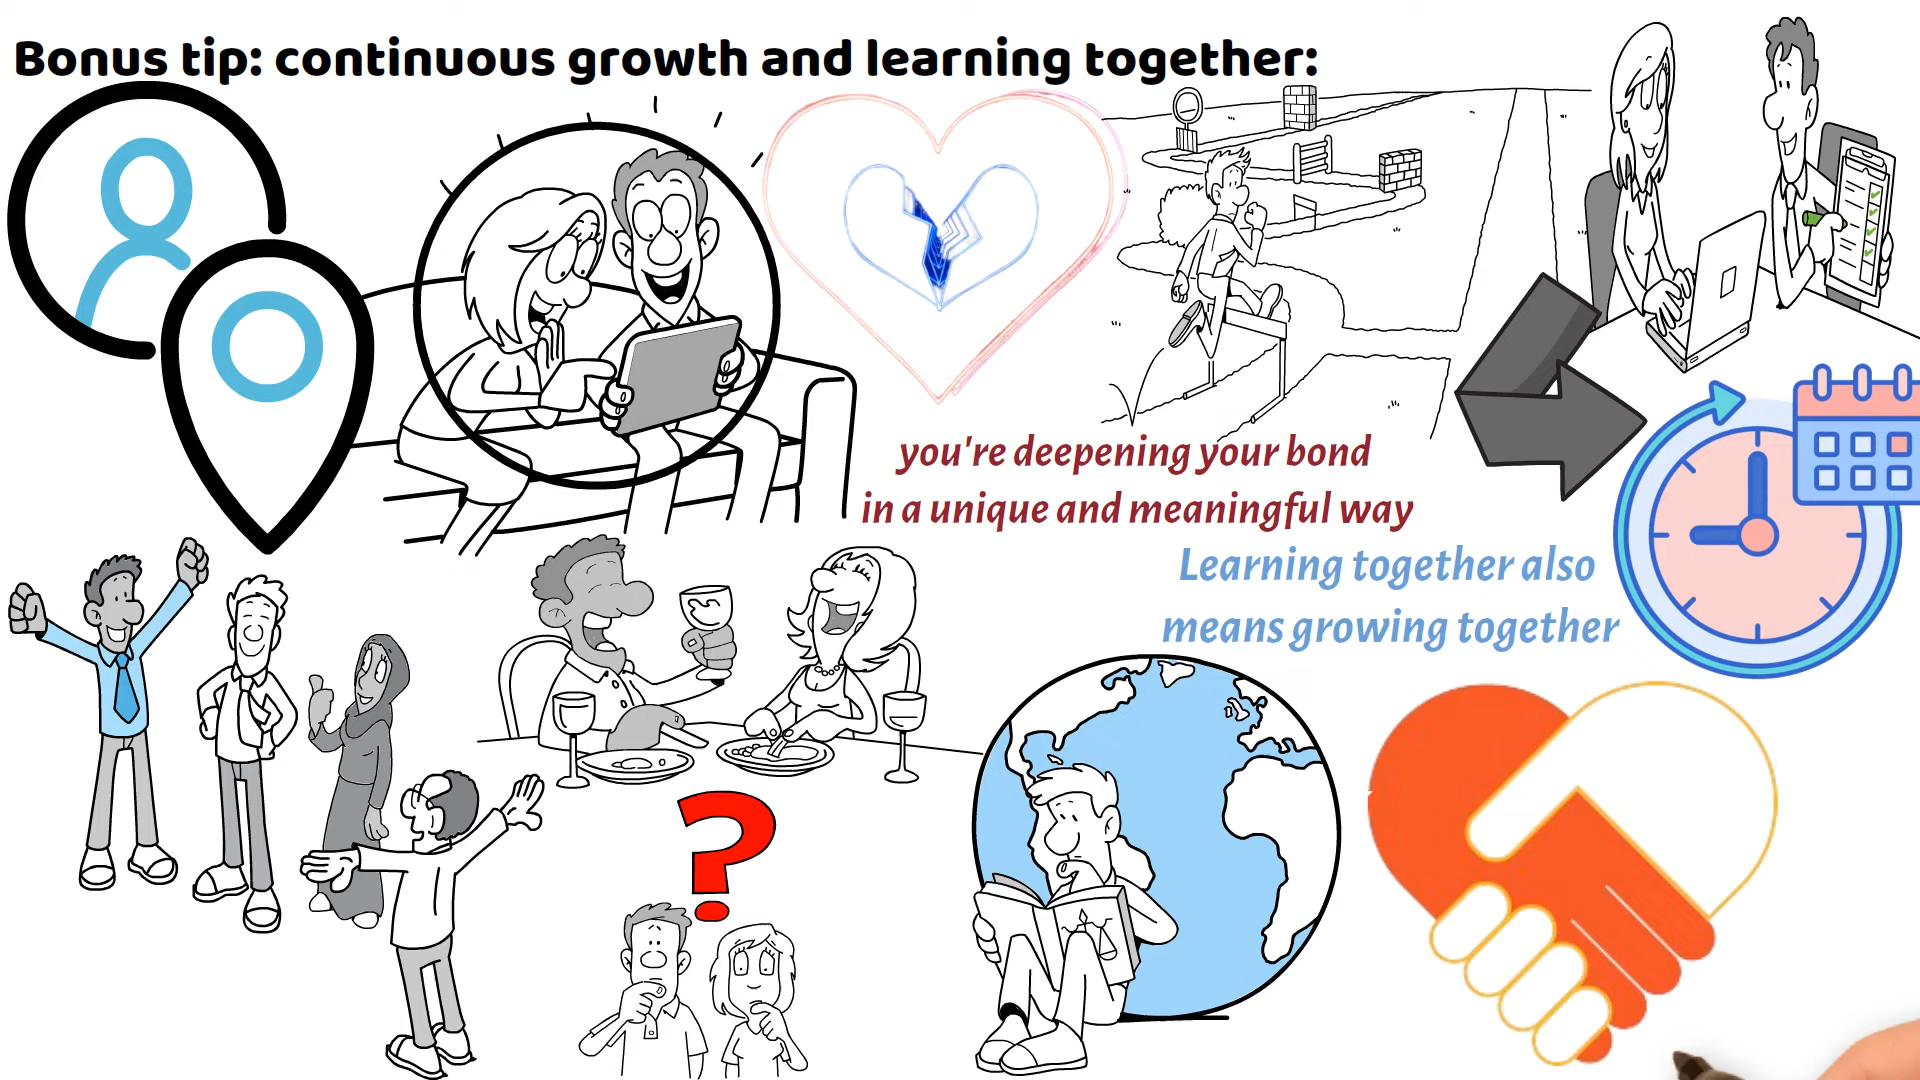 Bonus tip: continuous growth and learning together:
you're deepening your bond
in a unique and meaningful way
Learning together also
means growing together
?